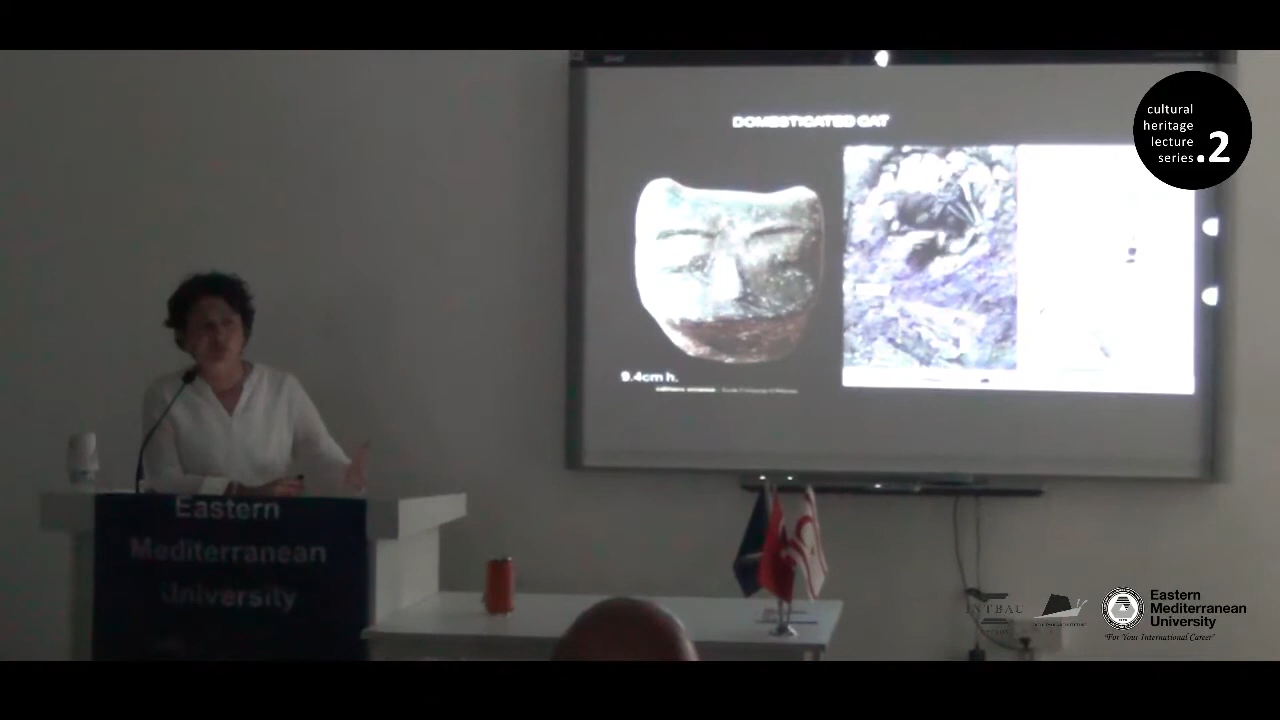 DOMESTICATED CAT
9.4cm h.
cultural
heritage
lecture
series .2
Eastern
Mediterranean
University
INTBAU
Eastern
Mediterranean
University
"For Your International Career"